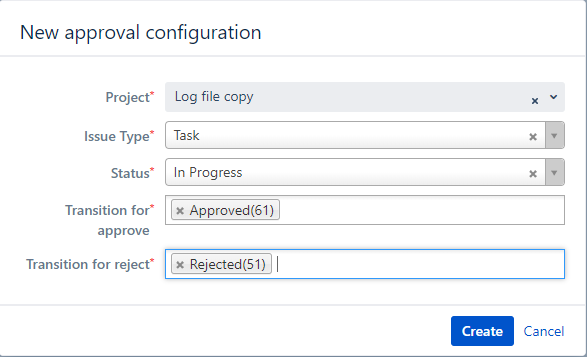 New approval configuration
Project* Log file copy
Issue Type* Task
Status* In Progress
Transition for* Approved(61)
approve
Transition for reject* Rejected(51)
Create Cancel